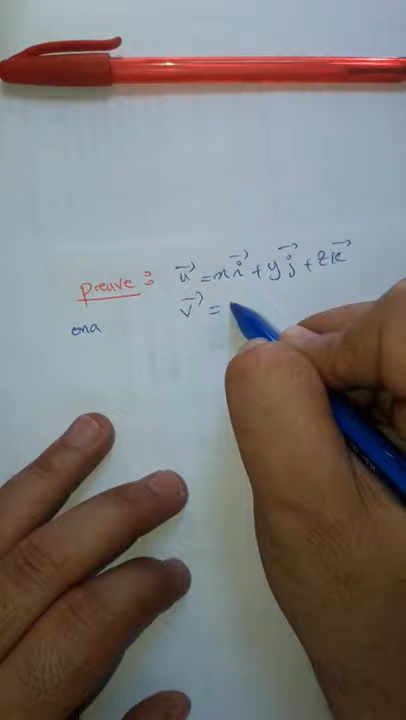 preuve : u⃗ = x i⃗ + y j⃗ + z k⃗
ona v⃗ =